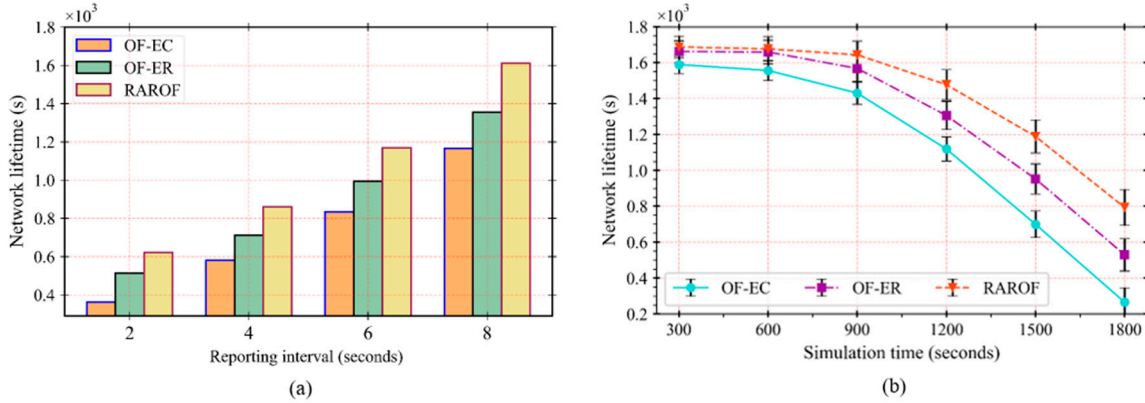 ×10³
1.8
1.6
1.4
1.2
1.0
0.8
0.6
0.4
Network lifetime (s)
OF-EC
OF-ER
RAROF
2 4 6 8
Reporting interval (seconds)
(a)
×10³
1.8
1.6
1.4
1.2
1.0
0.8
0.6
0.4
0.2
Network lifetime (s)
OF-EC OF-ER RAROF
300 600 900 1200 1500 1800
Simulation time (seconds)
(b)